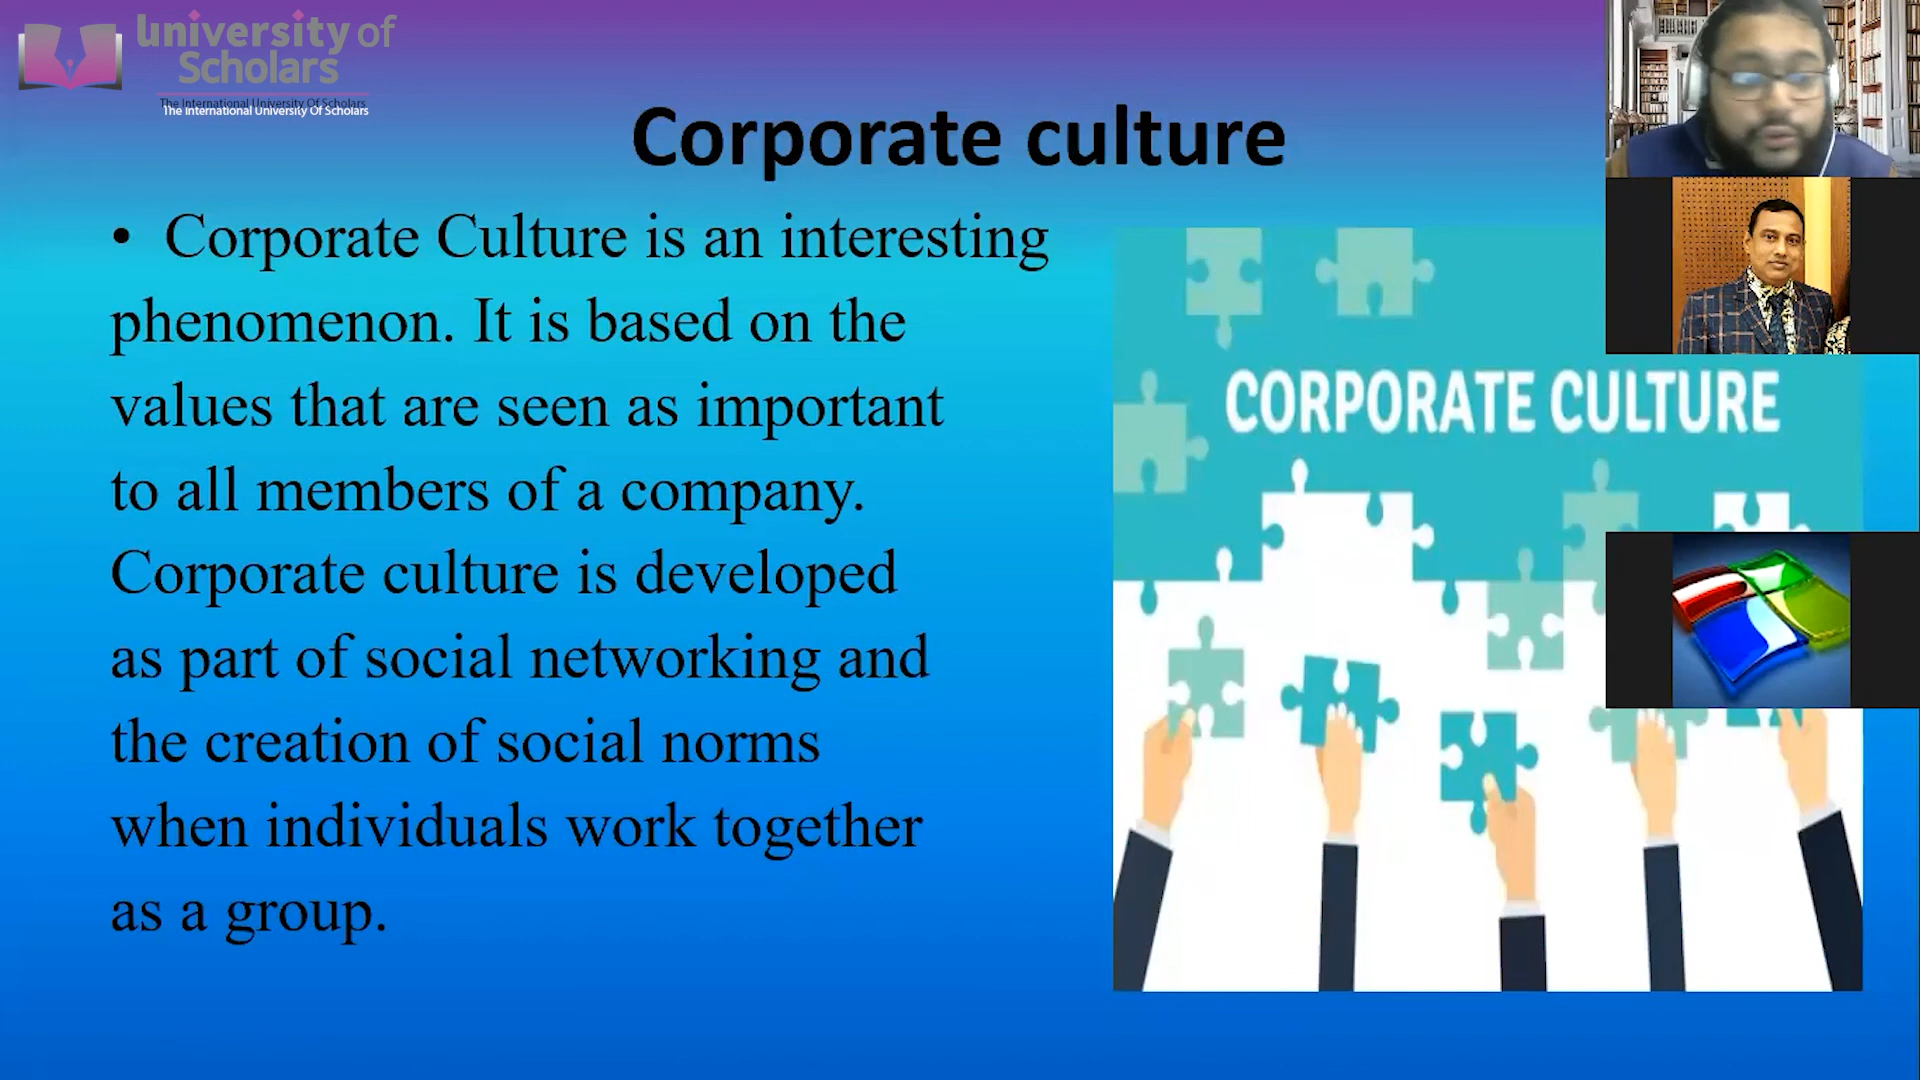 University of
Scholars
The International University Of Scholars
The International University Of Scholars
Corporate culture
• Corporate Culture is an interesting
phenomenon. It is based on the
values that are seen as important
to all members of a company.
Corporate culture is developed
as part of social networking and
the creation of social norms
when individuals work together
as a group.
CORPORATE CULTURE